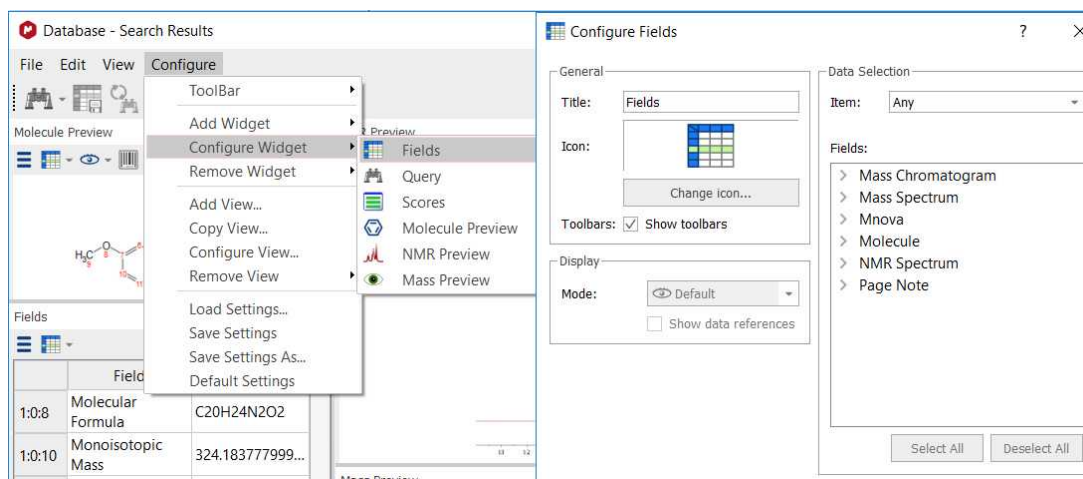 Database - Search Results
File Edit View Configure
Molecule Preview
Preview
H3C
Fields
Field
1:0:8 Molecular Formula C20H24N2O2
1:0:10 Monoisotopic Mass 324.183777999...
ToolBar
Add Widget
Configure Widget
Remove Widget
Add View...
Copy View...
Configure View...
Remove View
Load Settings...
Save Settings
Save Settings As...
Default Settings
Fields
Query
Scores
Molecule Preview
NMR Preview
Mass Preview
Configure Fields ? ×
General
Title: Fields
Icon:
Change icon...
Toolbars: Show toolbars
Display
Mode: Default
Show data references
Data Selection
Item: Any
Fields:
Mass Chromatogram
Mass Spectrum
Mnova
Molecule
NMR Spectrum
Page Note
Select All Deselect All